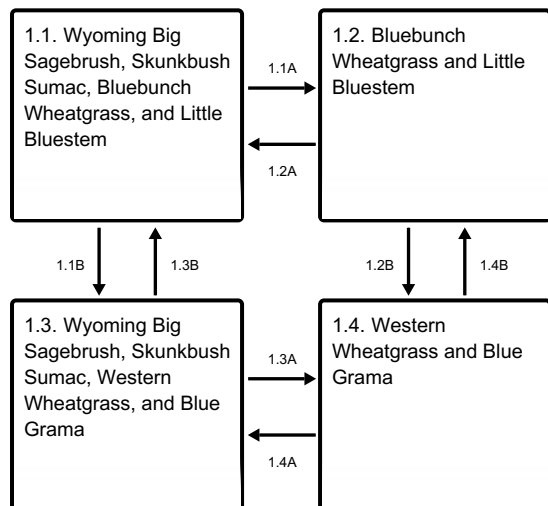 1.1. Wyoming Big
Sagebrush, Skunkbush
Sumac, Bluebunch
Wheatgrass, and Little
Bluestem
1.1A
1.2A
1.2. Bluebunch
Wheatgrass and Little
Bluestem
1.1B
1.3B
1.2B
1.4B
1.3. Wyoming Big
Sagebrush, Skunkbush
Sumac, Western
Wheatgrass, and Blue
Grama
1.3A
1.4A
1.4. Western
Wheatgrass and Blue
Grama